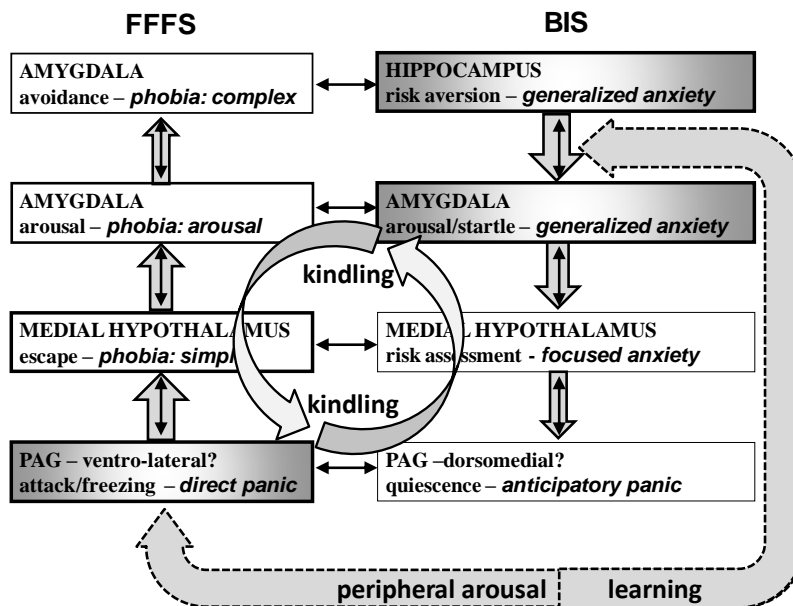 FFFS
BIS
AMYGDALA
avoidance – phobia: complex
HIPPOCAMPUS
risk aversion – generalized anxiety
AMYGDALA
arousal – phobia: arousal
AMYGDALA
arousal/startle – generalized anxiety
kindling
MEDIAL HYPOTHALAMUS
escape – phobia: simpl
MEDIAL HYPOTHALAMUS
risk assessment - focused anxiety
kindling
PAG – ventro-lateral?
attack/freezing – direct panic
PAG –dorsomedial?
quiescence – anticipatory panic
peripheral arousal
learning